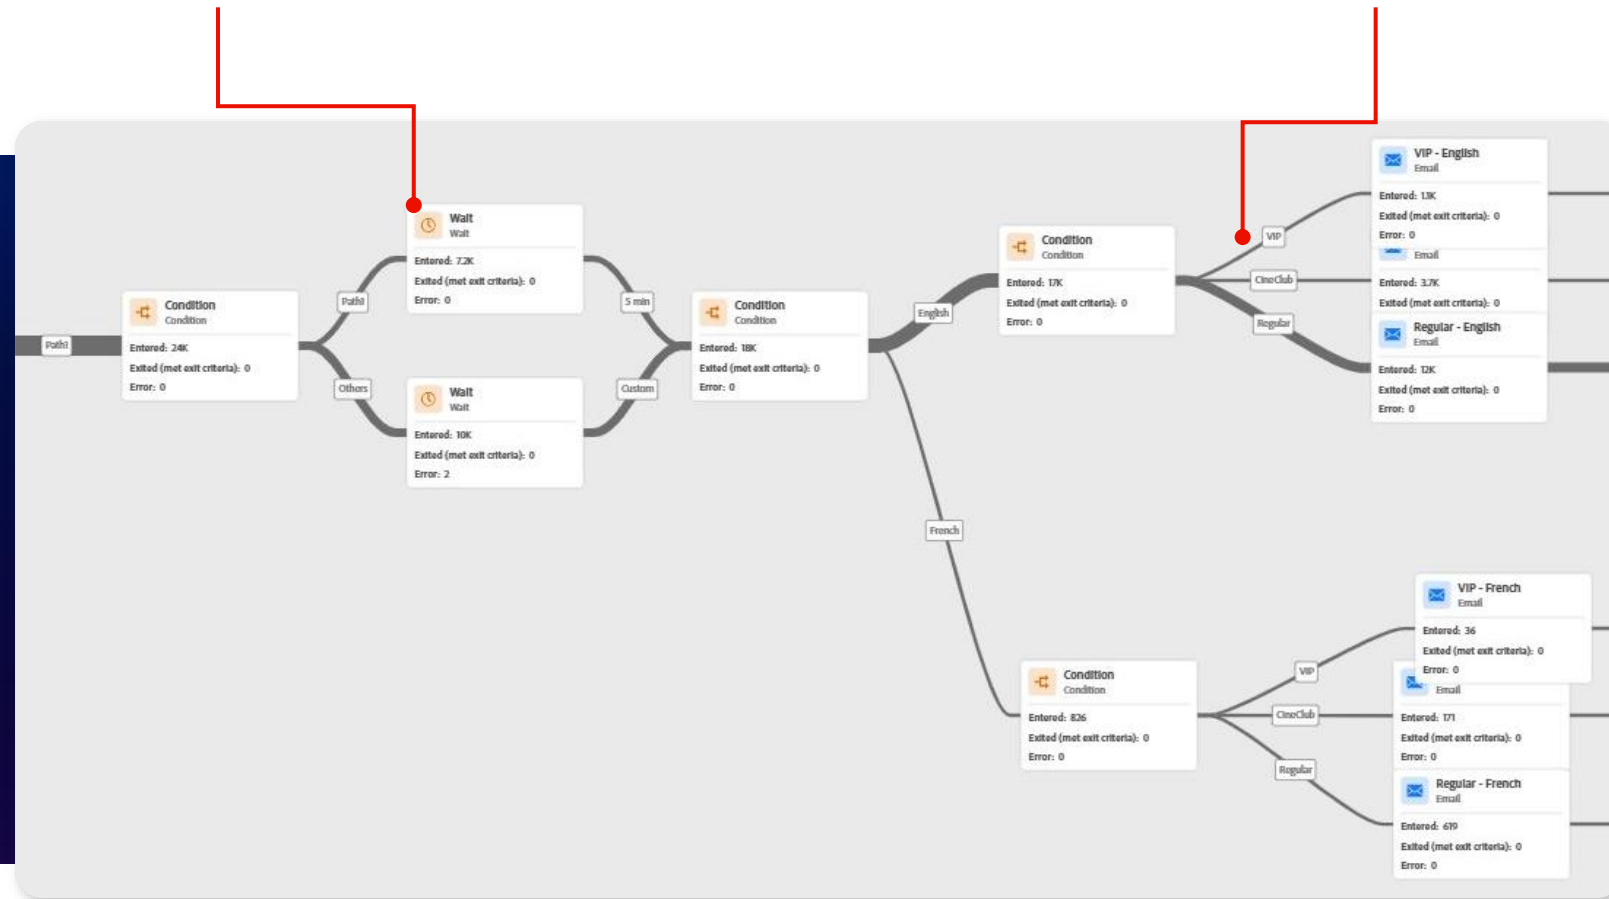 Path1
Condition
Condition
Entered: 24K
Exited (met exit criteria): 0
Error: 0
Path1
Others
Wait
Wait
Entered: 7.2K
Exited (met exit criteria): 0
Error: 0
Wait
Wait
Entered: 10K
Exited (met exit criteria): 0
Error: 2
5 min
Custom
Condition
Condition
Entered: 18K
Exited (met exit criteria): 0
Error: 0
English
French
Condition
Condition
Entered: 17K
Exited (met exit criteria): 0
Error: 0
VIP
CineClub
Regular
VIP - English
Email
Entered: 1.1K
Exited (met exit criteria): 0
Error: 0
Email
Entered: 3.7K
Exited (met exit criteria): 0
Regular - English
Email
Entered: 12K
Exited (met exit criteria): 0
Error: 0
Condition
Condition
Entered: 826
Exited (met exit criteria): 0
Error: 0
VIP
CineClub
Regular
VIP - French
Email
Entered: 36
Exited (met exit criteria): 0
Error: 0
Email
Entered: 171
Exited (met exit criteria): 0
Error: 0
Regular - French
Email
Entered: 619
Exited (met exit criteria): 0
Error: 0